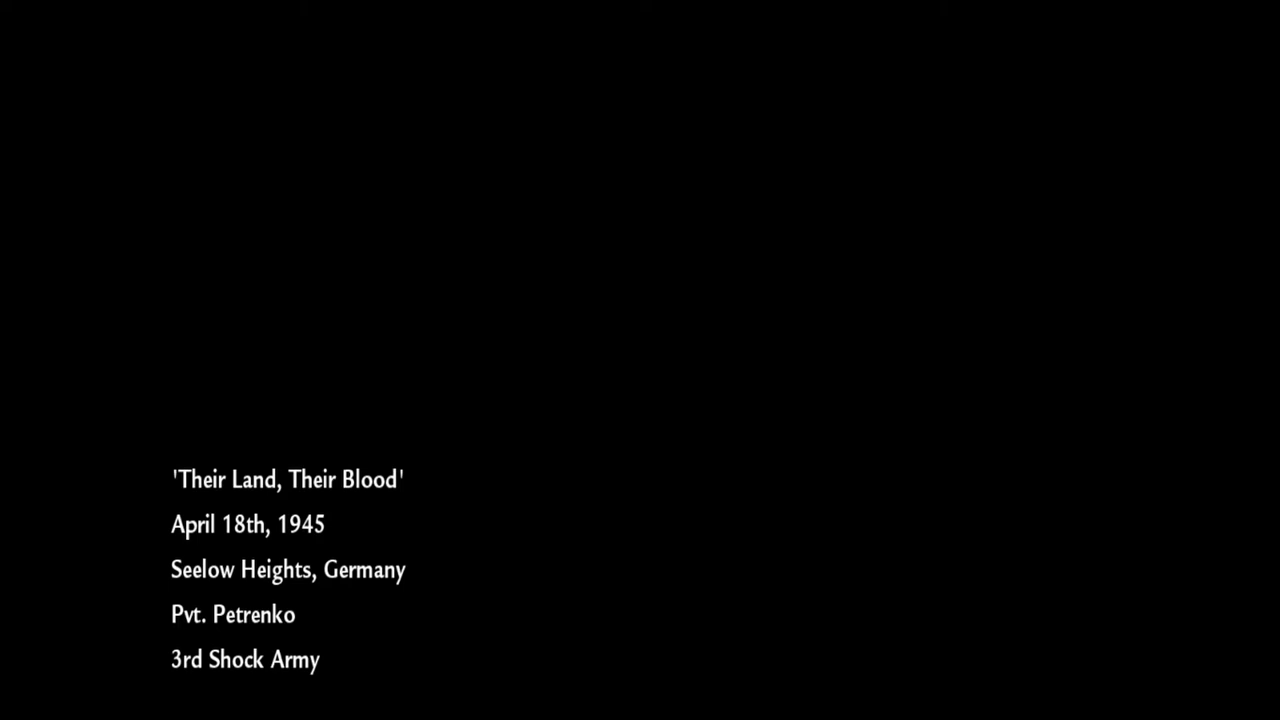 'Their Land, Their Blood'
April 18th, 1945
Seelow Heights, Germany
Pvt. Petrenko
3rd Shock Army